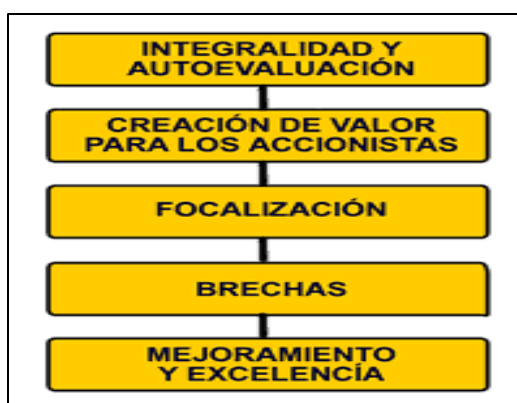 INTEGRALIDAD Y
AUTOEVALUACIÓN
CREACIÓN DE VALOR
PARA LOS ACCIONISTAS
FOCALIZACIÓN
BRECHAS
MEJORAMIENTO
Y EXCELENCÍA